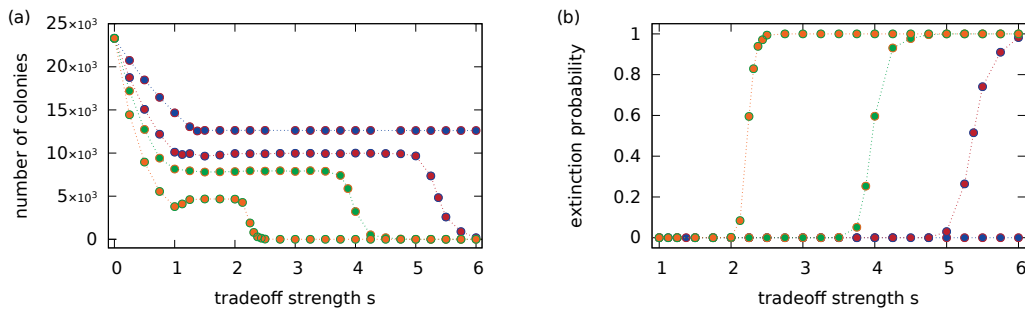 (a)
number of colonies
25×10³
20×10³
15×10³
10×10³
5×10³
0
0 1 2 3 4 5 6
tradeoff strength s
(b)
extinction probability
1
0.8
0.6
0.4
0.2
0
1 2 3 4 5 6
tradeoff strength s